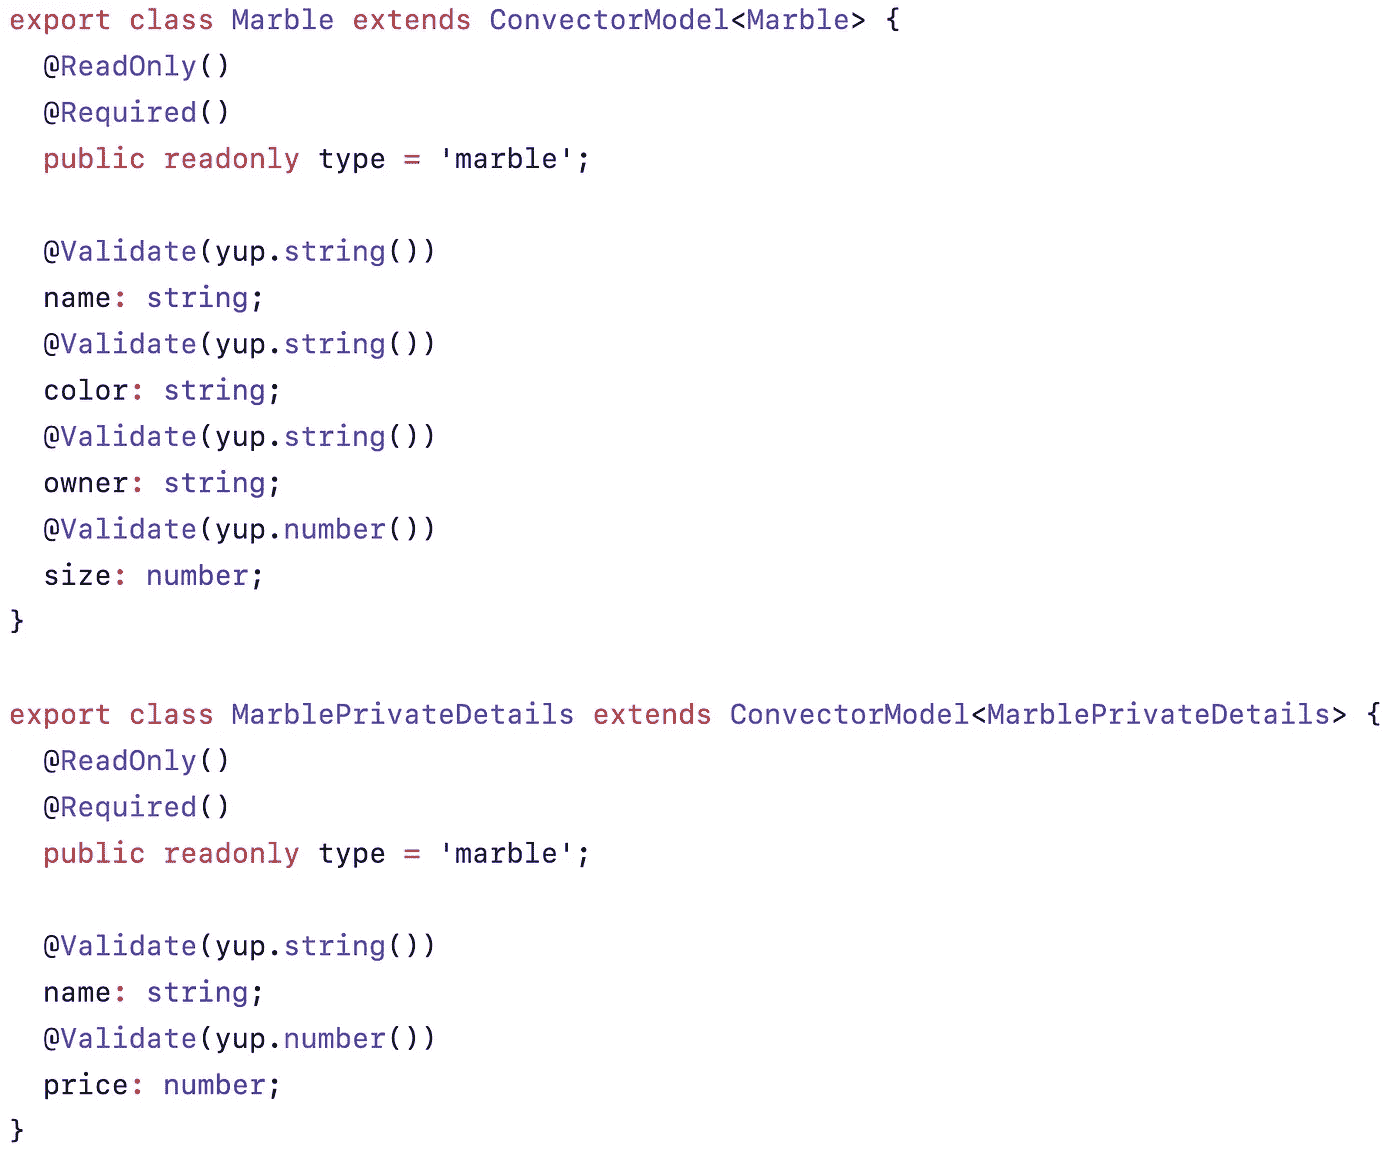 export class Marble extends ConvectorModel<Marble> {
  @ReadOnly()
  @Required()
  public readonly type = 'marble';

  @Validate(yup.string())
  name: string;
  @Validate(yup.string())
  color: string;
  @Validate(yup.string())
  owner: string;
  @Validate(yup.number())
  size: number;
}

export class MarblePrivateDetails extends ConvectorModel<MarblePrivateDetails> {
  @ReadOnly()
  @Required()
  public readonly type = 'marble';

  @Validate(yup.string())
  name: string;
  @Validate(yup.number())
  price: number;
}